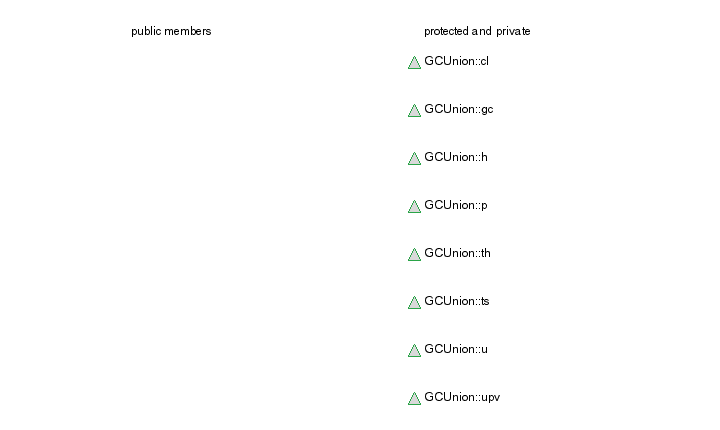 public members
protected and private
GCUnion::cl
GCUnion::gc
GCUnion::h
GCUnion::p
GCUnion::th
GCUnion::ts
GCUnion::u
GCUnion::upv